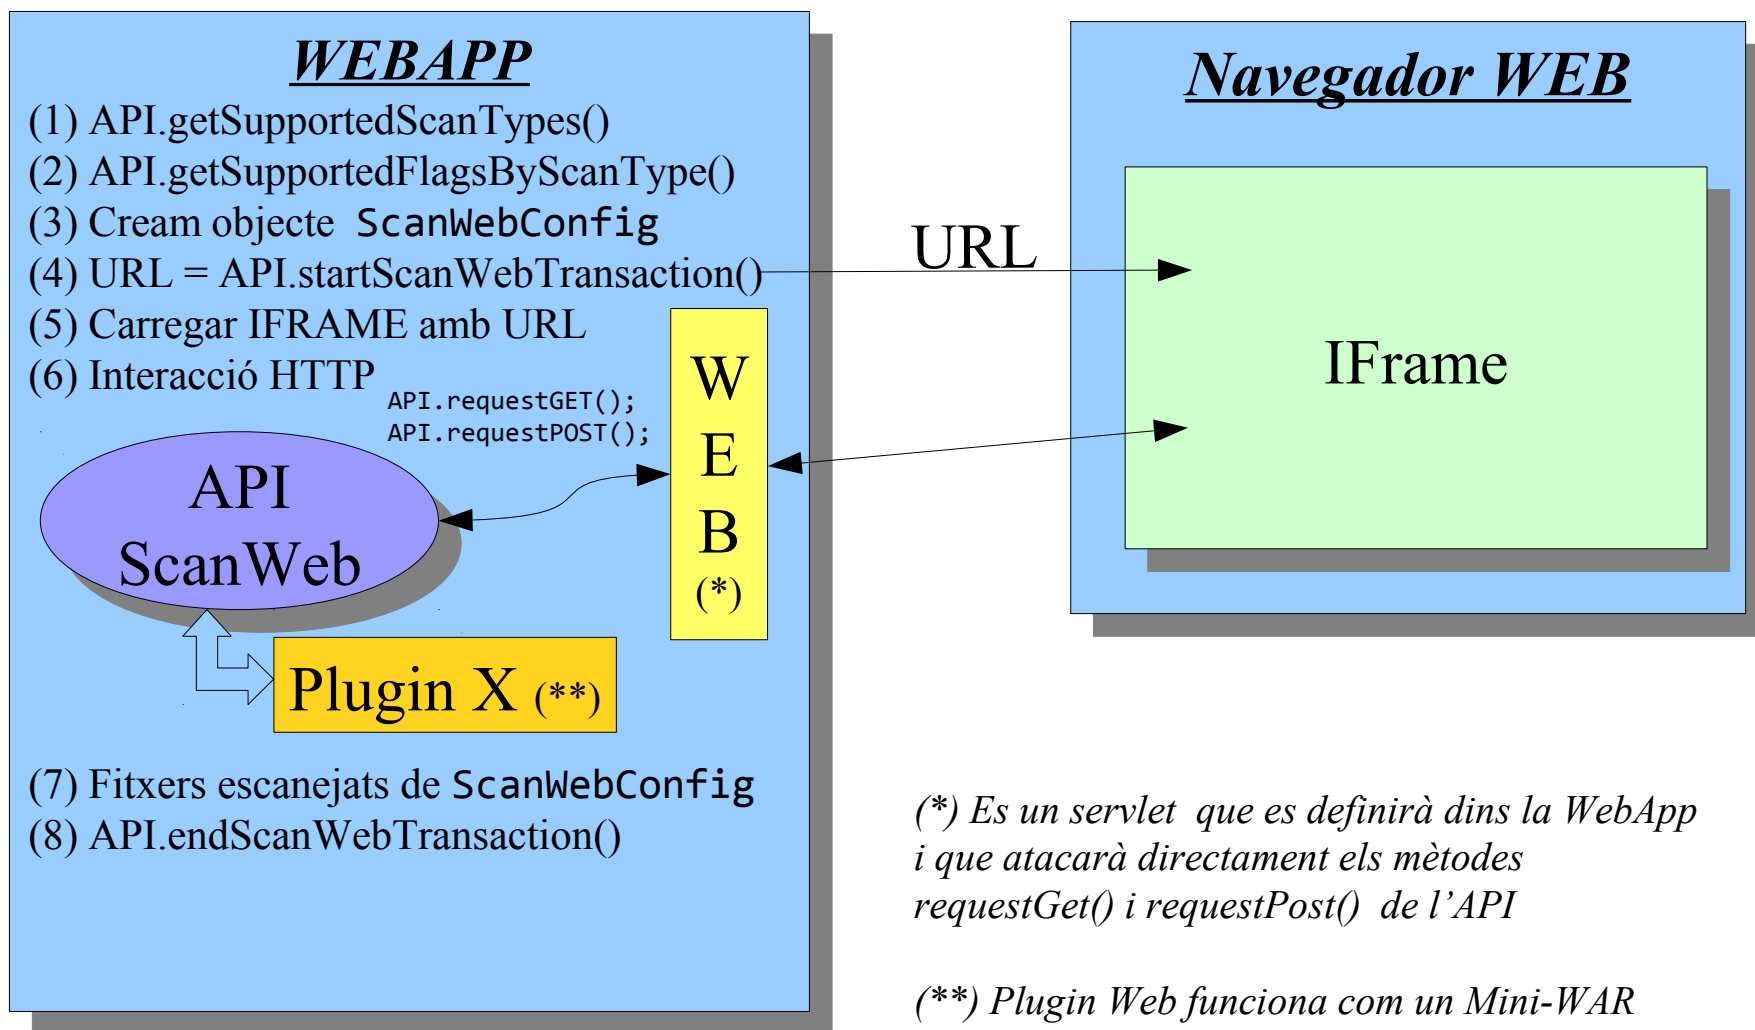 WEBAPP
(1) API.getSupportedScanTypes()
(2) API.getSupportedFlagsByScanType()
(3) Cream objecte ScanWebConfig
(4) URL = API.startScanWebTransaction()
(5) Carregar IFRAME amb URL
(6) Interacció HTTP
API.requestGET();
API.requestPOST();
API
ScanWeb
W
E
B
(*)
Plugin X (**)
(7) Fitxers escanejats de ScanWebConfig
(8) API.endScanWebTransaction()
URL
Navegador WEB
IFrame
(*) Es un servlet que es definirà dins la WebApp
i que atacarà directament els mètodes
requestGet() i requestPost() de l’API
(**) Plugin Web funciona com un Mini-WAR